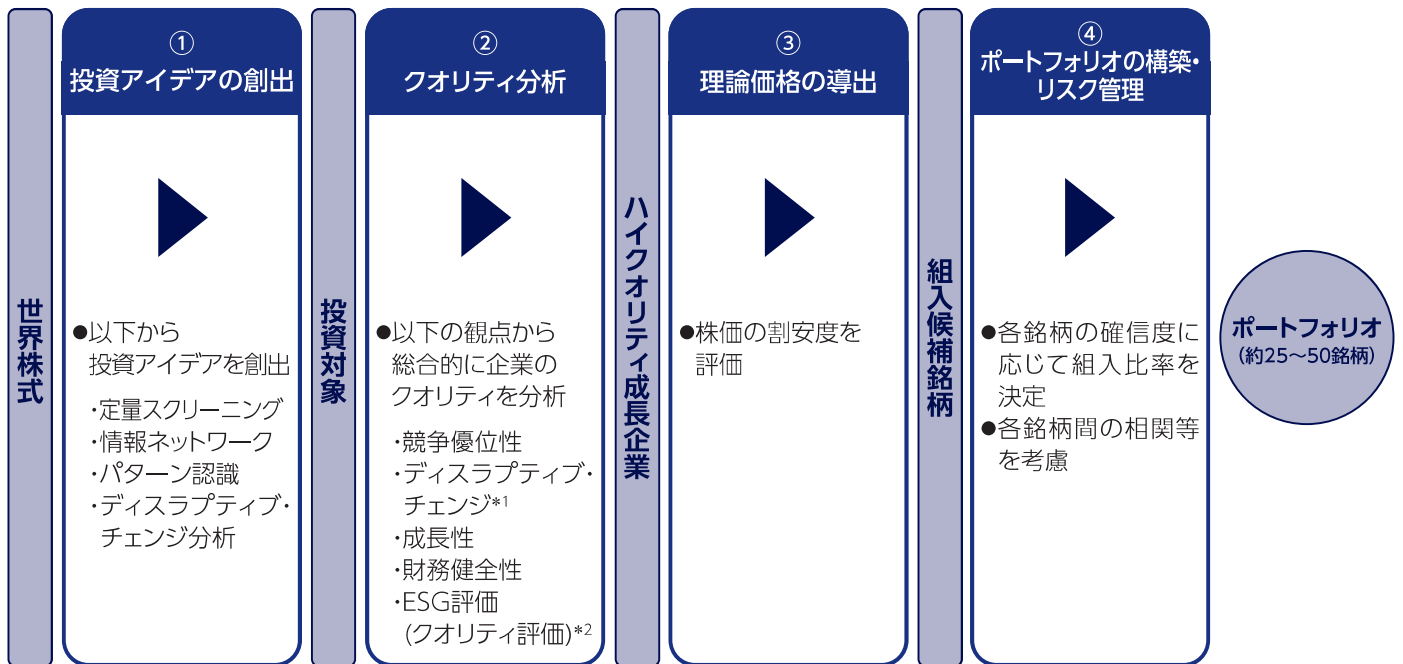 世界株式
①
投資アイデアの創出
●以下から
投資アイデアを創出
・定量スクリーニング
・情報ネットワーク
・パターン認識
・ディスラプティブ・
チェンジ分析
投資対象
②
クオリティ分析
●以下の観点から
総合的に企業の
クオリティを分析
・競争優位性
・ディスラプティブ・
チェンジ*1
・成長性
・財務健全性
・ESG評価
(クオリティ評価)*2
ハイクオリティ成長企業
③
理論価格の導出
●株価の割安度を
評価
組入候補銘柄
④
ポートフォリオの構築・
リスク管理
●各銘柄の確信度に
応じて組入比率を
決定
●各銘柄間の相関等
を考慮
ポートフォリオ
(約25～50銘柄)